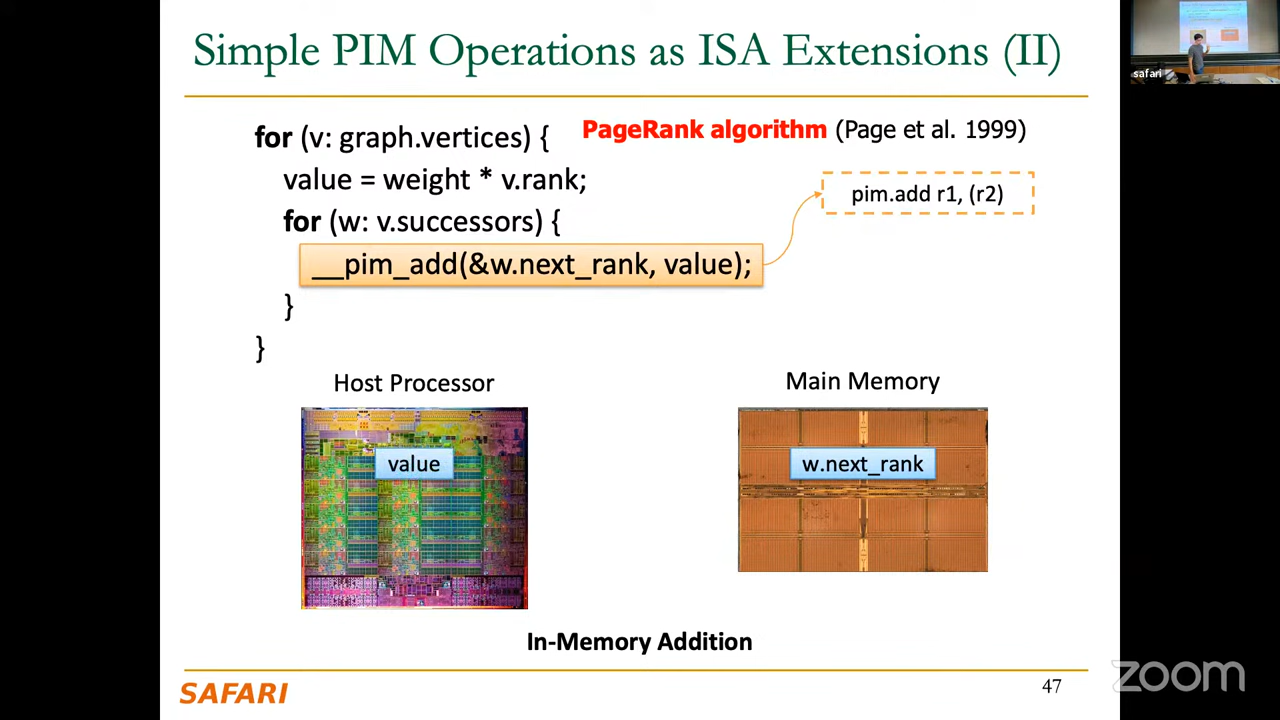 Simple PIM Operations as ISA Extensions (II)
for (v: graph.vertices) {
PageRank algorithm (Page et al. 1999)
value = weight * v.rank;
pim.add r1, (r2)
for (w: v.successors) {
__pim_add(&w.next_rank, value);
}
}
Host Processor
Main Memory
value
w.next_rank
In-Memory Addition
SAFARI
47
zoom
safari